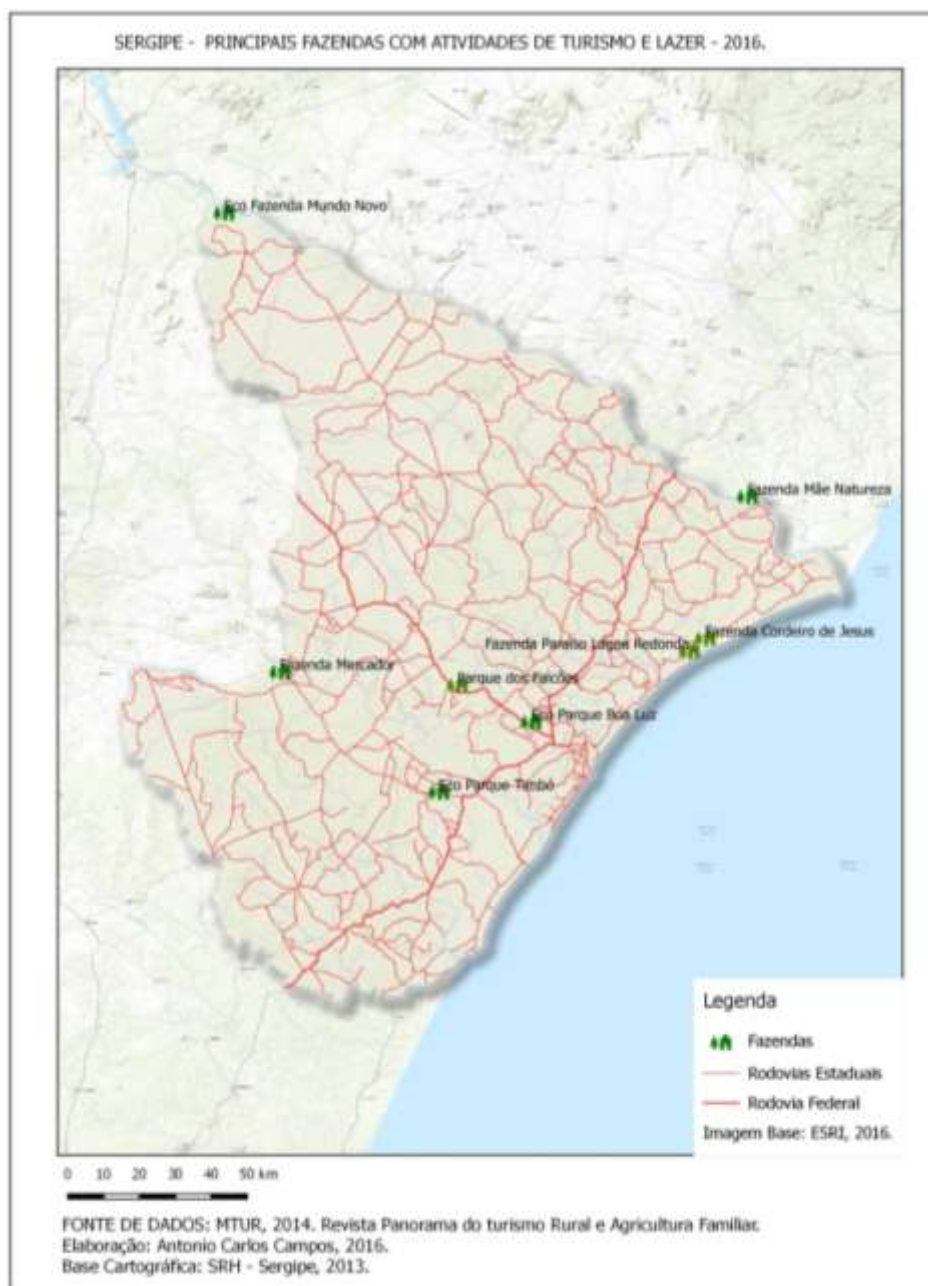 SERGIPE - PRINCIPAIS FAZENDAS COM ATIVIDADES DE TURISMO E LAZER - 2016.
Eco Fazenda Mundo Novo
Fazenda Mãe Natureza
Fazenda Cordeiro de Jesus
Fazenda Paraíso Lagoa Redonda
Fazenda Mercador
Parque dos Falcões
Eco Parque Boa Luz
Eco Parque Timbó
Legenda
Fazendas
Rodovias Estaduais
Rodovia Federal
Imagem Base: ESRI, 2016.
0 10 20 30 40 50 km
FONTE DE DADOS: MTUR, 2014. Revista Panorama do turismo Rural e Agricultura Familiar.
Elaboração: Antonio Carlos Campos, 2016.
Base Cartográfica: SRH - Sergipe, 2013.